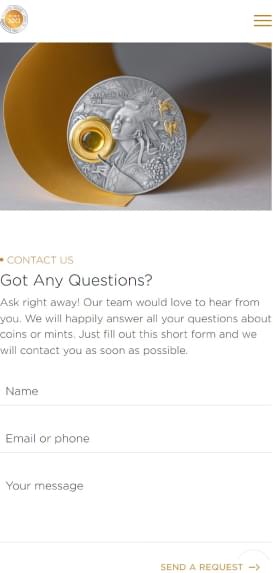 CONTACT US
Got Any Questions?
Ask right away! Our team would love to hear from
you. We will happily answer all your questions about
coins or mints. Just fill out this short form and we
will contact you as soon as possible.
Name
Email or phone
Your message
SEND A REQUEST